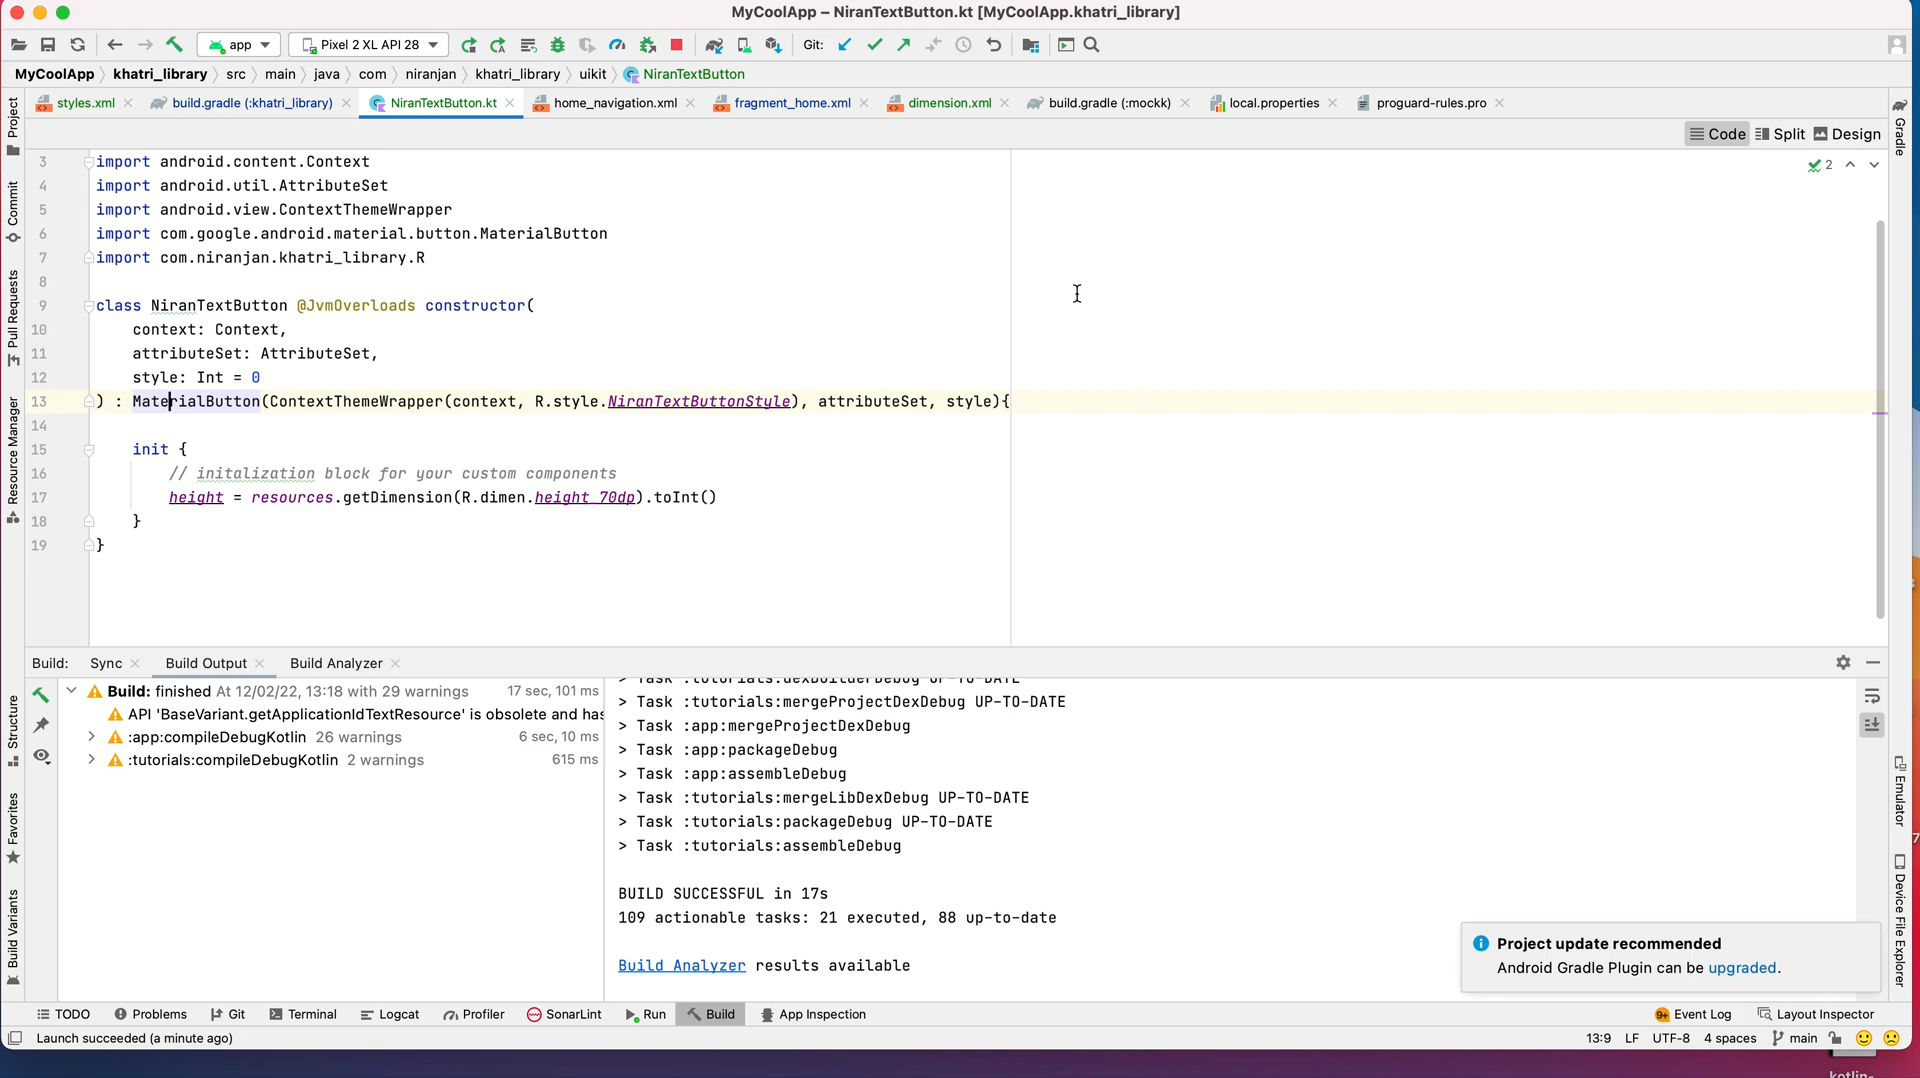 MyCoolApp – NiranTextButton.kt [MyCoolApp.khatri_library]
app
Pixel 2 XL API 28
Git:
MyCoolApp khatri_library src main java com niranjan khatri_library uikit NiranTextButton
styles.xml build.gradle (:khatri_library) NiranTextButton.kt home_navigation.xml fragment_home.xml dimension.xml build.gradle (:mockk) local.properties proguard-rules.pro
Code Split Design
2
3 import android.content.Context
4 import android.util.AttributeSet
5 import android.view.ContextThemeWrapper
6 import com.google.android.material.button.MaterialButton
7 import com.niranjan.khatri_library.R
8
9 class NiranTextButton @JvmOverloads constructor(
10 context: Context,
11 attributeSet: AttributeSet,
12 style: Int = 0
13 ) : MaterialButton(ContextThemeWrapper(context, R.style.NiranTextButtonStyle), attributeSet, style){
14
15 init {
16 // initalization block for your custom components
17 height = resources.getDimension(R.dimen.height_70dp).toInt()
18 }
19 }
Project
Commit
Pull Requests
Resource Manager
Structure
Favorites
Build Variants
Gradle
Emulator
Device File Explorer
Build: Sync Build Output Build Analyzer
Build: finished At 12/02/22, 13:18 with 29 warnings 17 sec, 101 ms
API 'BaseVariant.getApplicationIdTextResource' is obsolete and has
:app:compileDebugKotlin 26 warnings 6 sec, 10 ms
:tutorials:compileDebugKotlin 2 warnings 615 ms
> Task :tutorials:dexBuilderDebug UP-TO-DATE
> Task :tutorials:mergeProjectDexDebug UP-TO-DATE
> Task :app:mergeProjectDexDebug
> Task :app:packageDebug
> Task :app:assembleDebug
> Task :tutorials:mergeLibDexDebug UP-TO-DATE
> Task :tutorials:packageDebug UP-TO-DATE
> Task :tutorials:assembleDebug
BUILD SUCCESSFUL in 17s
109 actionable tasks: 21 executed, 88 up-to-date
Build Analyzer results available
Project update recommended
Android Gradle Plugin can be upgraded.
TODO Problems Git Terminal Logcat Profiler SonarLint Run Build App Inspection 9+ Event Log Layout Inspector
Launch succeeded (a minute ago) 13:9 LF UTF-8 4 spaces main
kotlin-